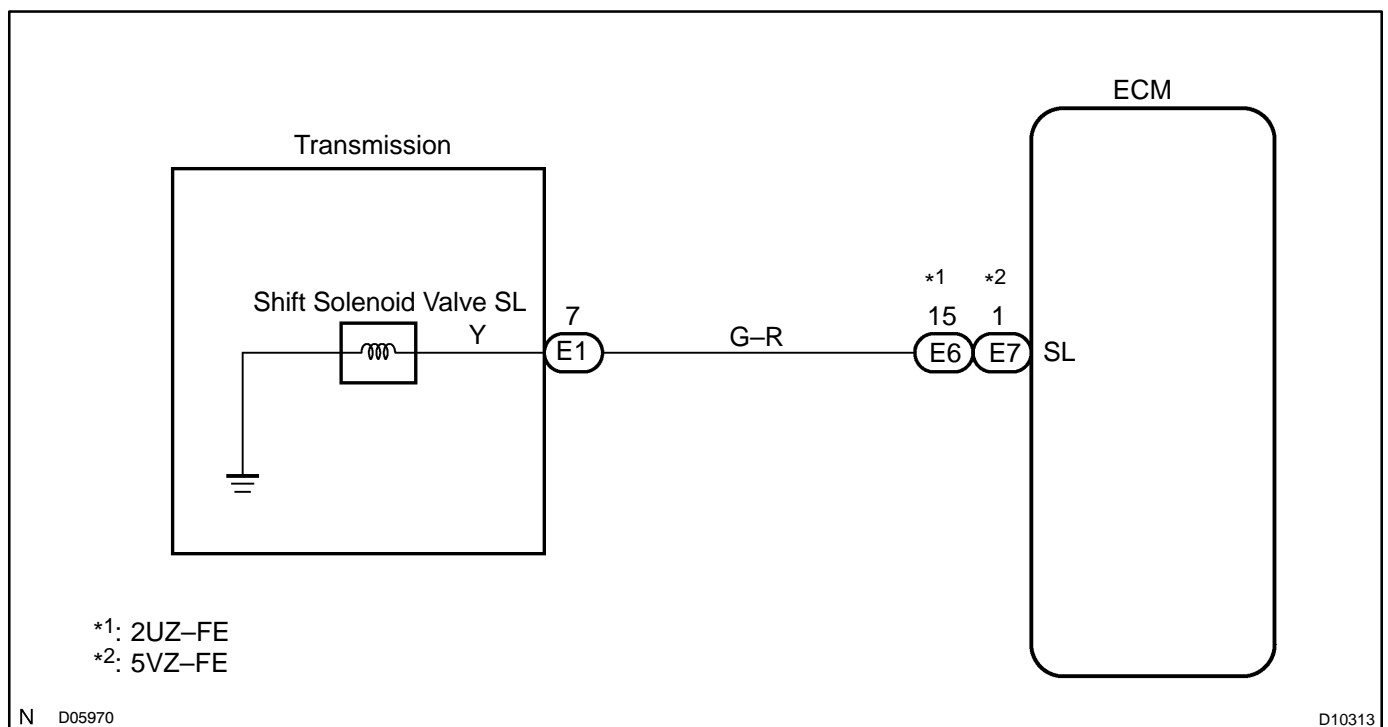 ECM
Transmission
*1 *2
Shift Solenoid Valve SL 7 15 1
Y G–R
E1 E6 E7 SL
*1: 2UZ–FE
*2: 5VZ–FE
N D05970 D10313